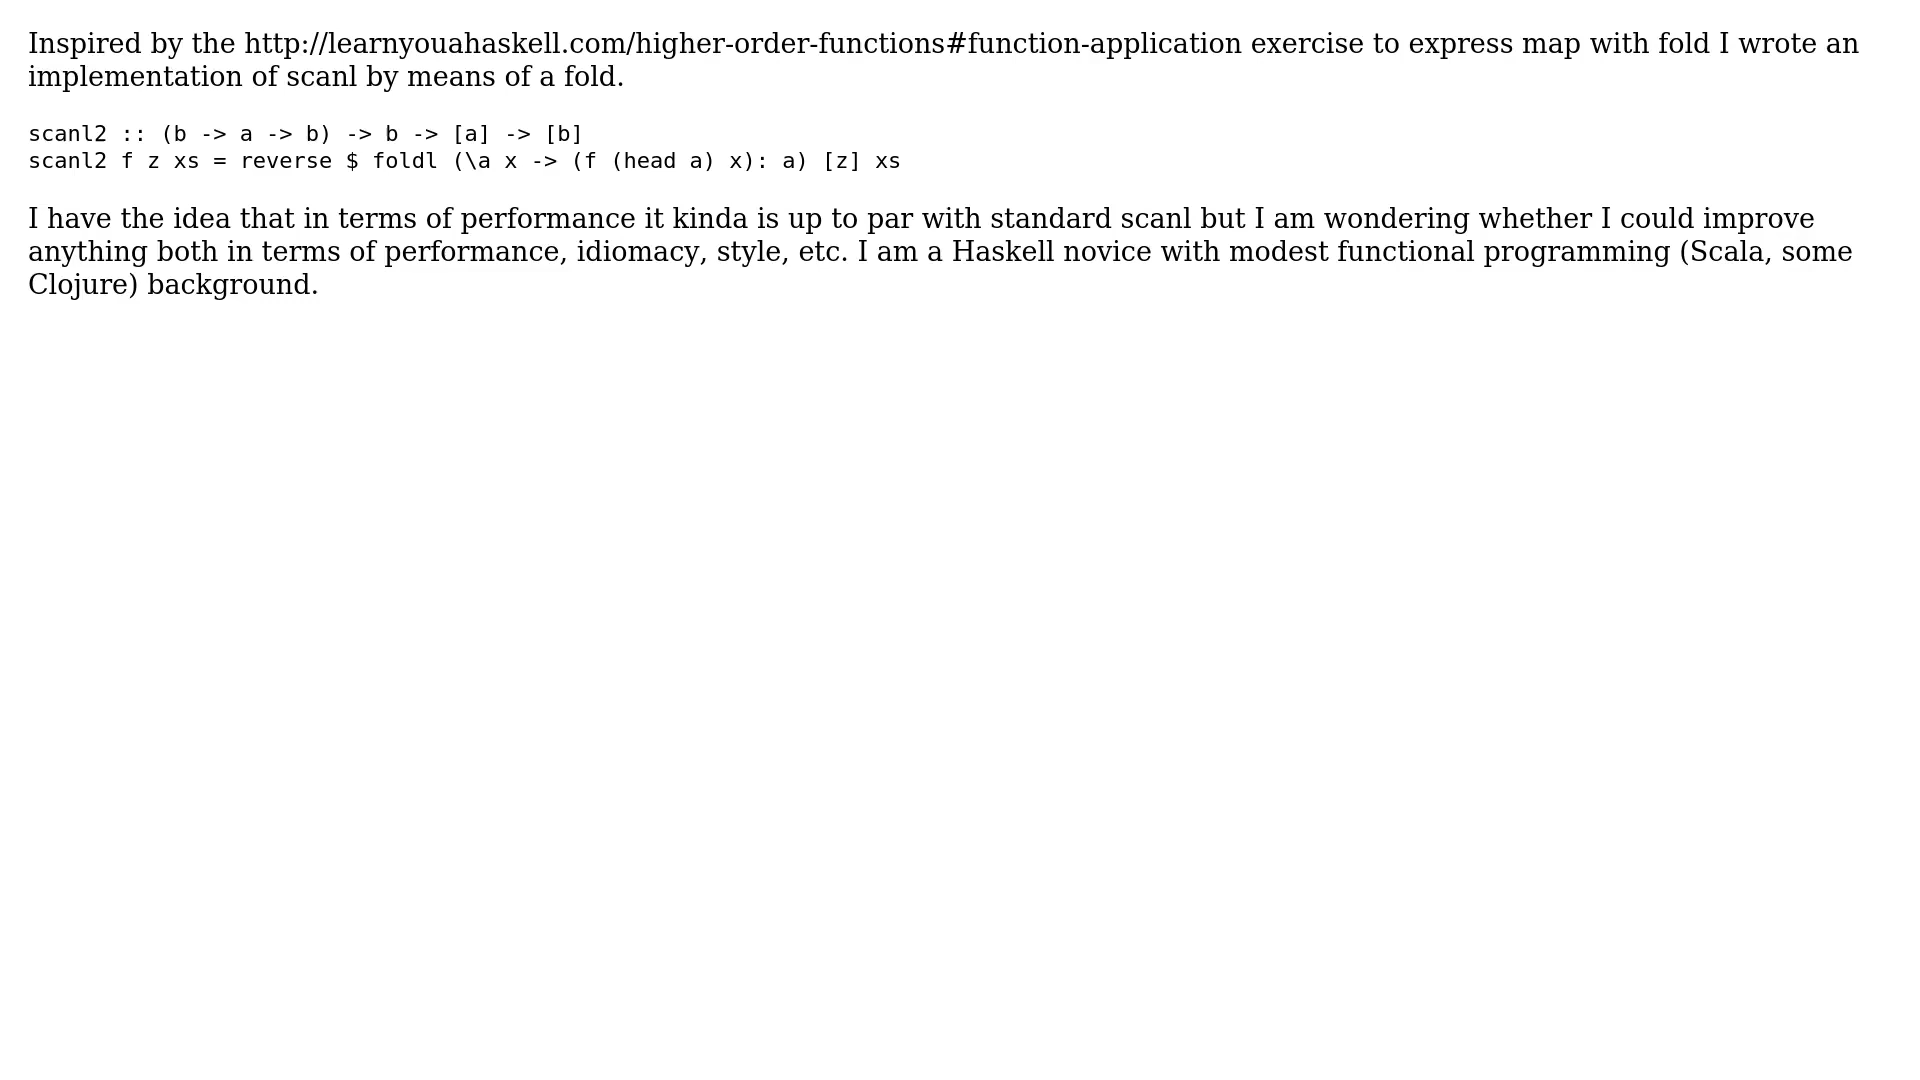 Inspired by the http://learnyouahaskell.com/higher-order-functions#function-application exercise to express map with fold I wrote an
implementation of scanl by means of a fold.
scanl2 :: (b -> a -> b) -> b -> [a] -> [b]
scanl2 f z xs = reverse $ foldl (\a x -> (f (head a) x): a) [z] xs
I have the idea that in terms of performance it kinda is up to par with standard scanl but I am wondering whether I could improve
anything both in terms of performance, idiomacy, style, etc. I am a Haskell novice with modest functional programming (Scala, some
Clojure) background.